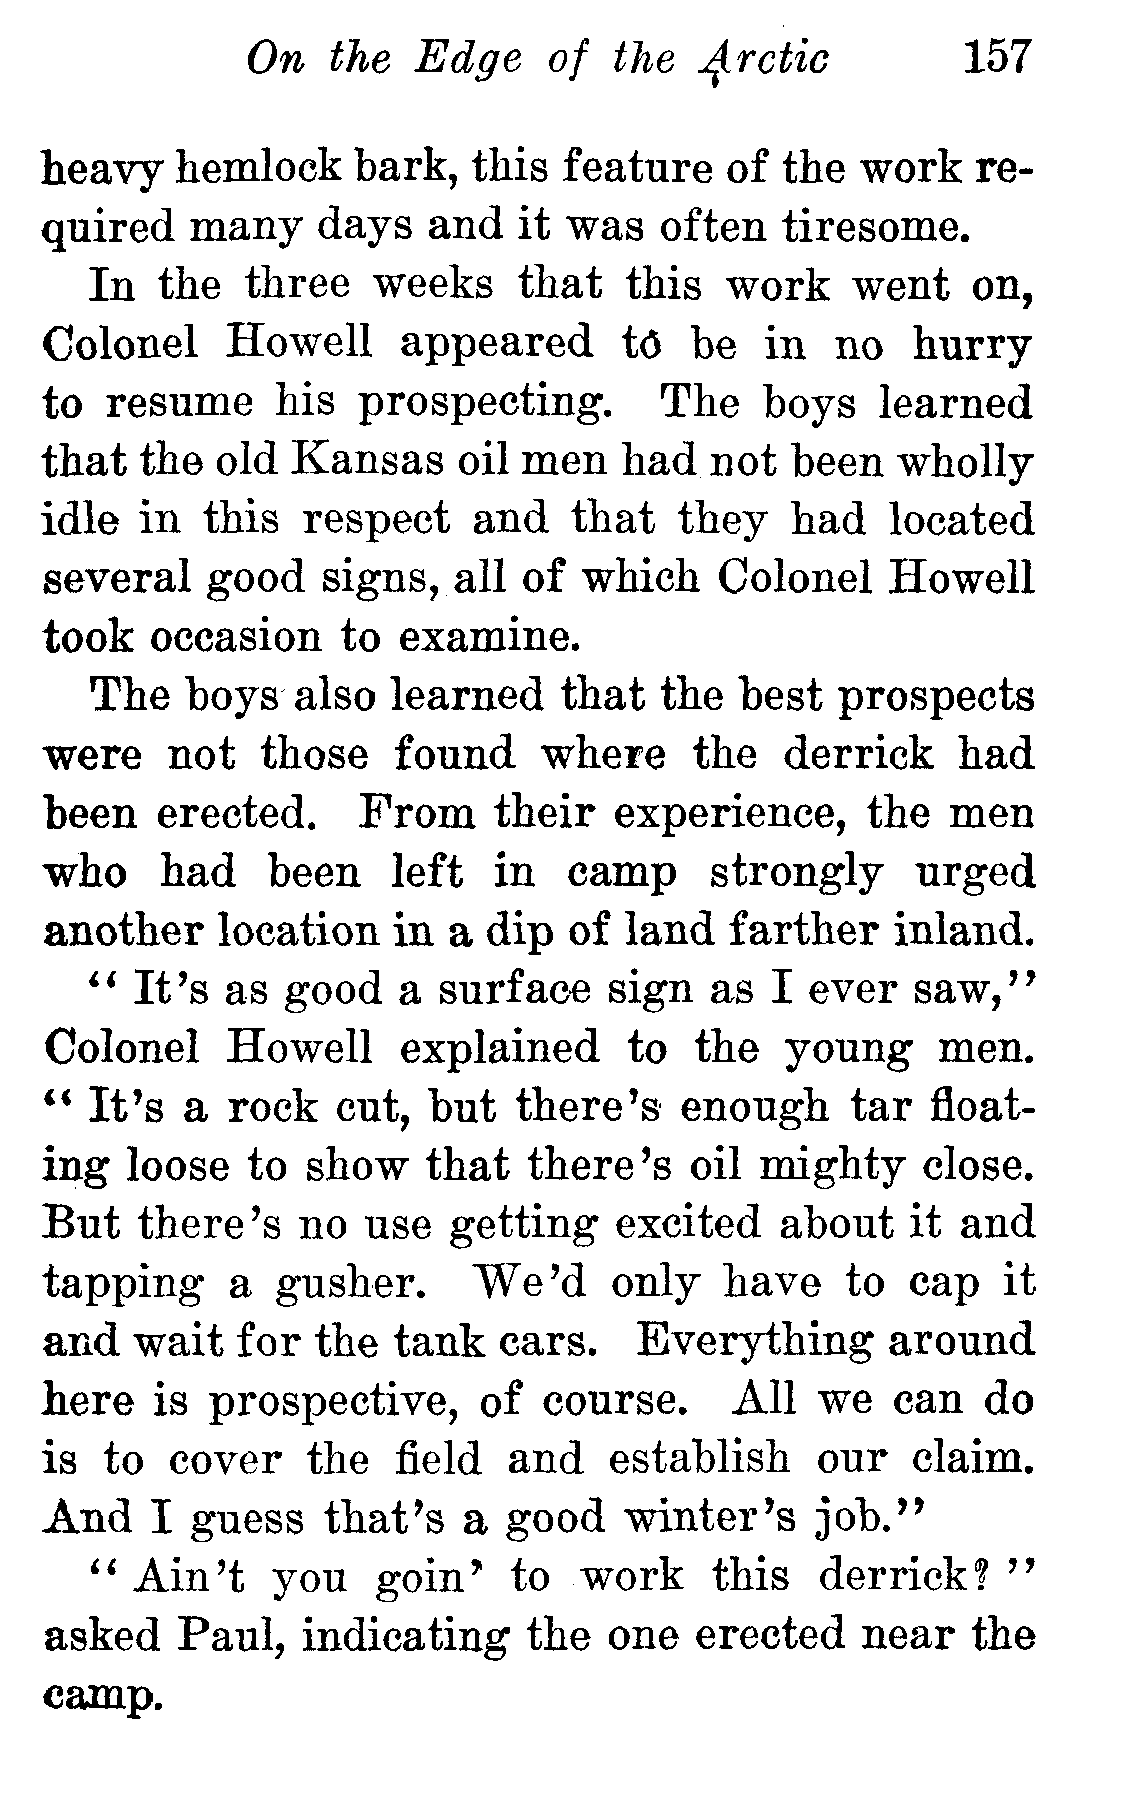 On the Edge of the Arctic 157
heavy hemlock bark, this feature of the work re-
quired many days and it was often tiresome.
In the three weeks that this work went on,
Colonel Howell appeared to be in no hurry
to resume his prospecting. The boys learned
that the old Kansas oil men had not been wholly
idle in this respect and that they had located
several good signs, all of which Colonel Howell
took occasion to examine.
The boys also learned that the best prospects
were not those found where the derrick had
been erected. From their experience, the men
who had been left in camp strongly urged
another location in a dip of land farther inland.
“ It’s as good a surface sign as I ever saw,”
Colonel Howell explained to the young men.
“ It’s a rock cut, but there’s enough tar float-
ing loose to show that there’s oil mighty close.
But there’s no use getting excited about it and
tapping a gusher. We’d only have to cap it
and wait for the tank cars. Everything around
here is prospective, of course. All we can do
is to cover the field and establish our claim.
And I guess that’s a good winter’s job.”
“ Ain’t you goin’ to work this derrick? ”
asked Paul, indicating the one erected near the
camp.